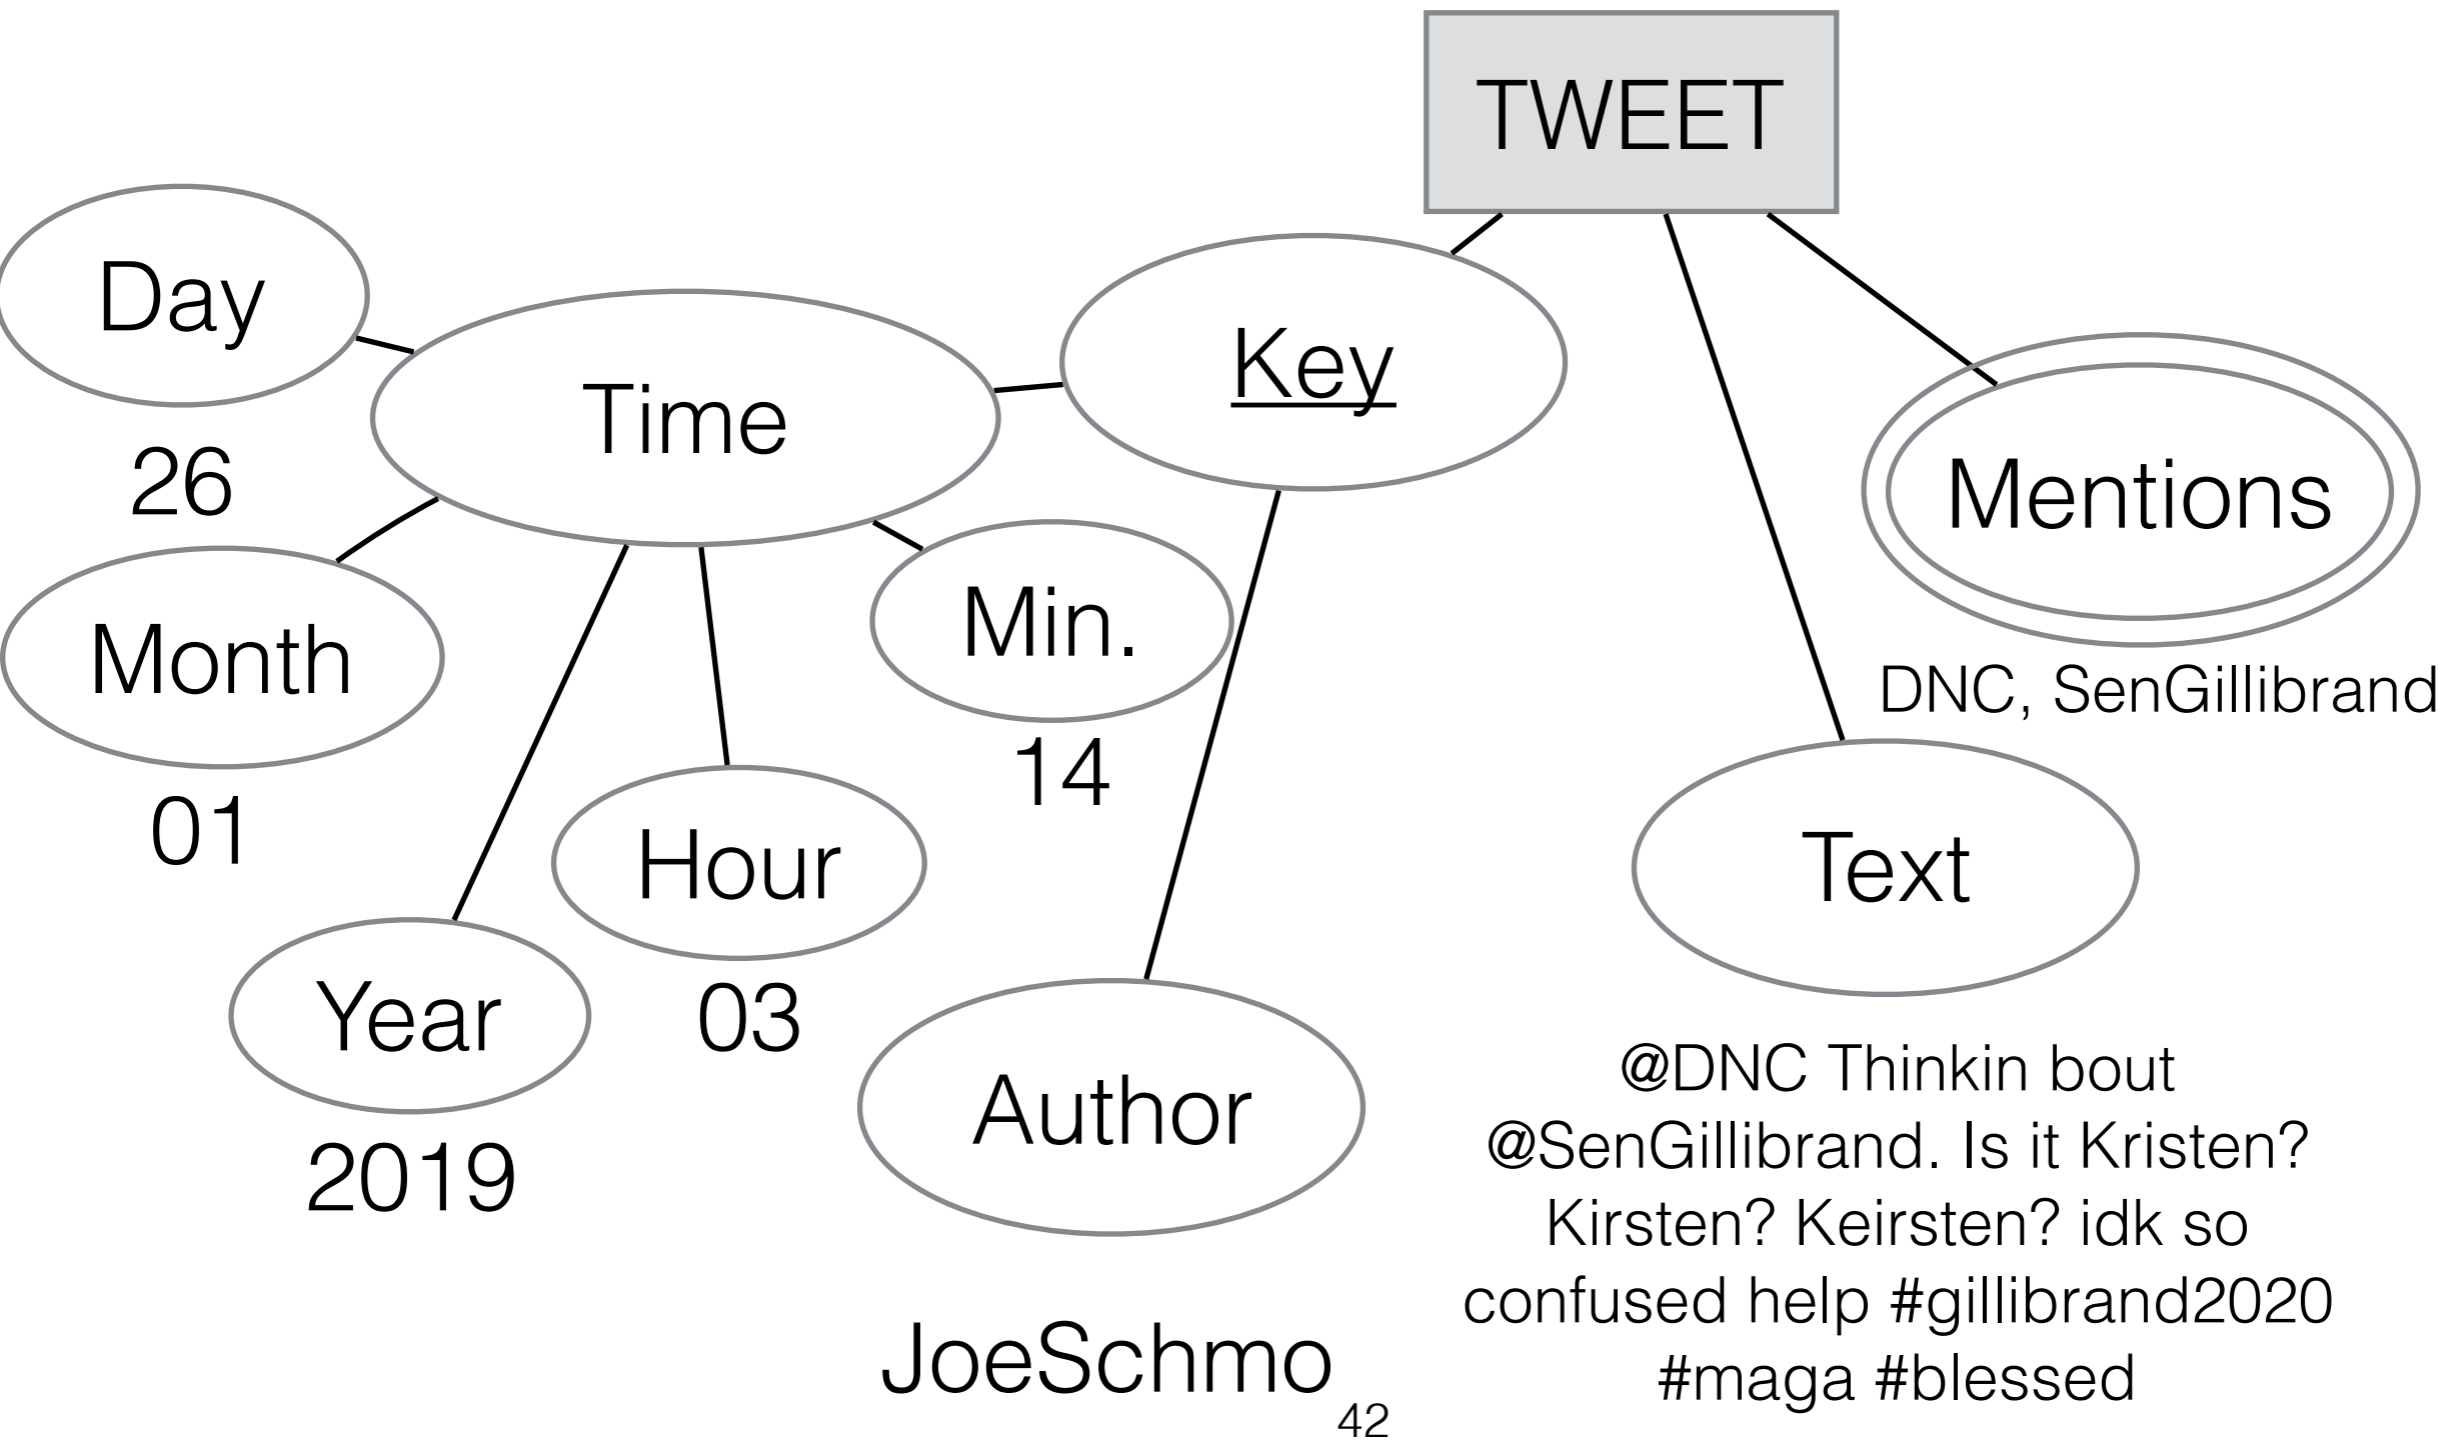 TWEET
Day
26
Time
Key
Mentions
DNC, SenGillibrand
Month
01
Min.
14
Hour
03
Year
2019
Author
JoeSchmo
Text
@DNC Thinkin bout
@SenGillibrand. Is it Kristen?
Kirsten? Keirsten? idk so
confused help #gillibrand2020
#maga #blessed
42